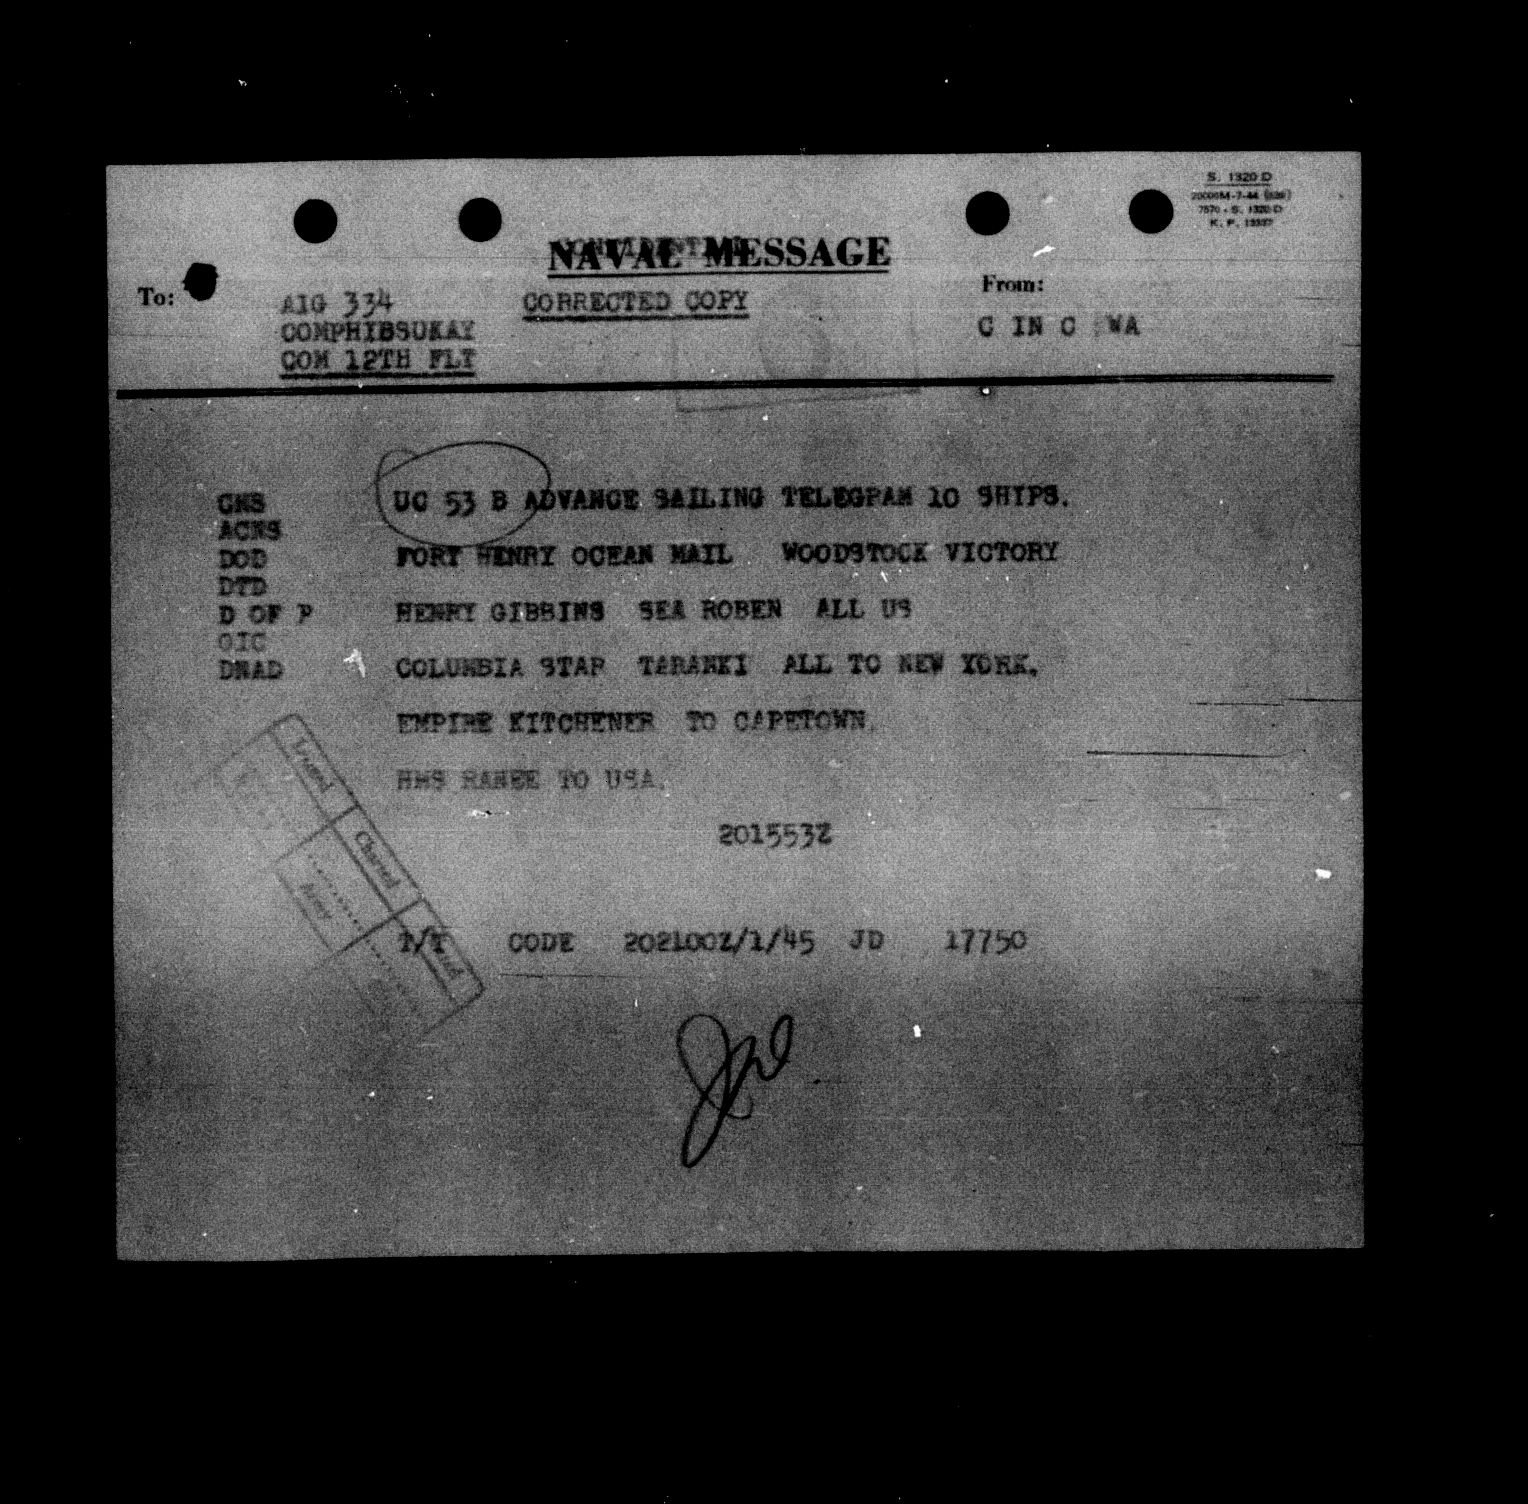 S. 1320 D
7570 - S. 1320 D
CONFIDENTIAL
NAVAL MESSAGE
To:
From:
AIG 334
CORRECTED COPY
COMPHIBSUKAY
C IN C WA
COM 12TH FLT
UC 53 B ADVANCE SAILING TELEGRAM 10 SHIPS.
CNS
ACNS
DOD
FORT HENRY OCEAN MAIL WOODSTOCK VICTORY
DTD
D OF P
HENRY GIBBINS SEA ROBEN ALL US
OIC
DNAD
COLUMBIA STAR TARANKI ALL TO NEW YORK.
EMPIRE KITCHENER TO CAPETOWN.
HMS RANEE TO USA.
201553Z
Charted
T/T CODE 202100Z/1/45 JD 17750